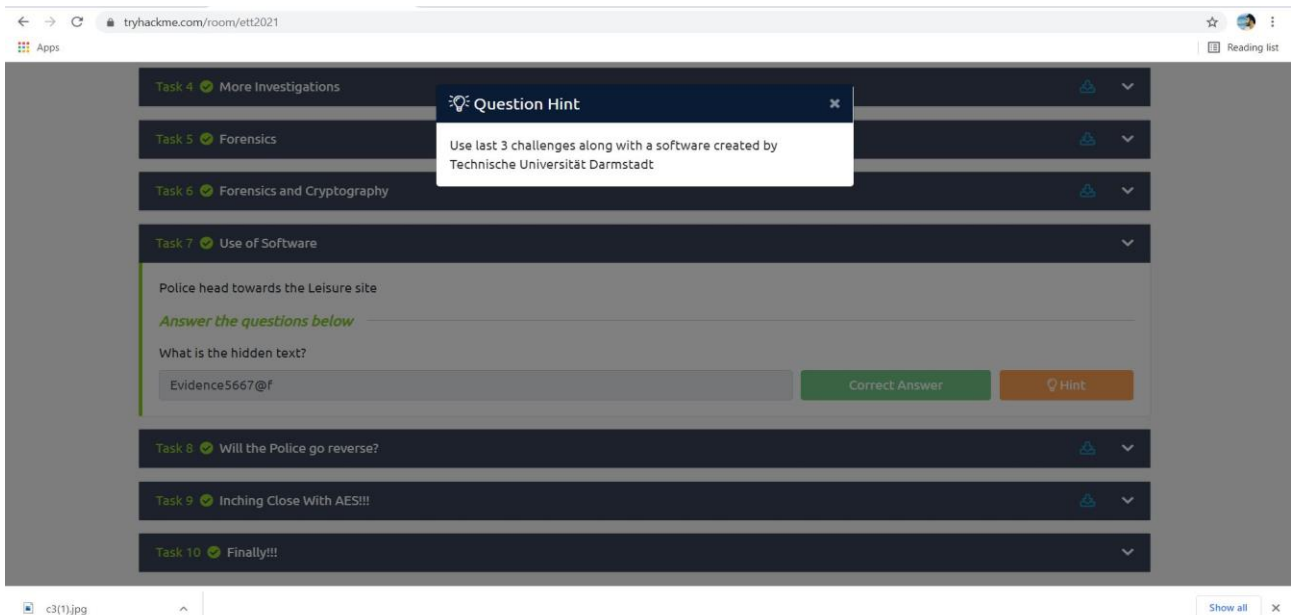 tryhackme.com/room/ett2021
Apps
Reading list
Task 4 More Investigations
Question Hint
Use last 3 challenges along with a software created by
Technische Universität Darmstadt
Task 5 Forensics
Task 6 Forensics and Cryptography
Task 7 Use of Software
Police head towards the Leisure site
Answer the questions below
What is the hidden text?
Evidence5667@f Correct Answer Hint
Task 8 Will the Police go reverse?
Task 9 Inching Close With AES!!!
Task 10 Finally!!!
c3(1).jpg Show all